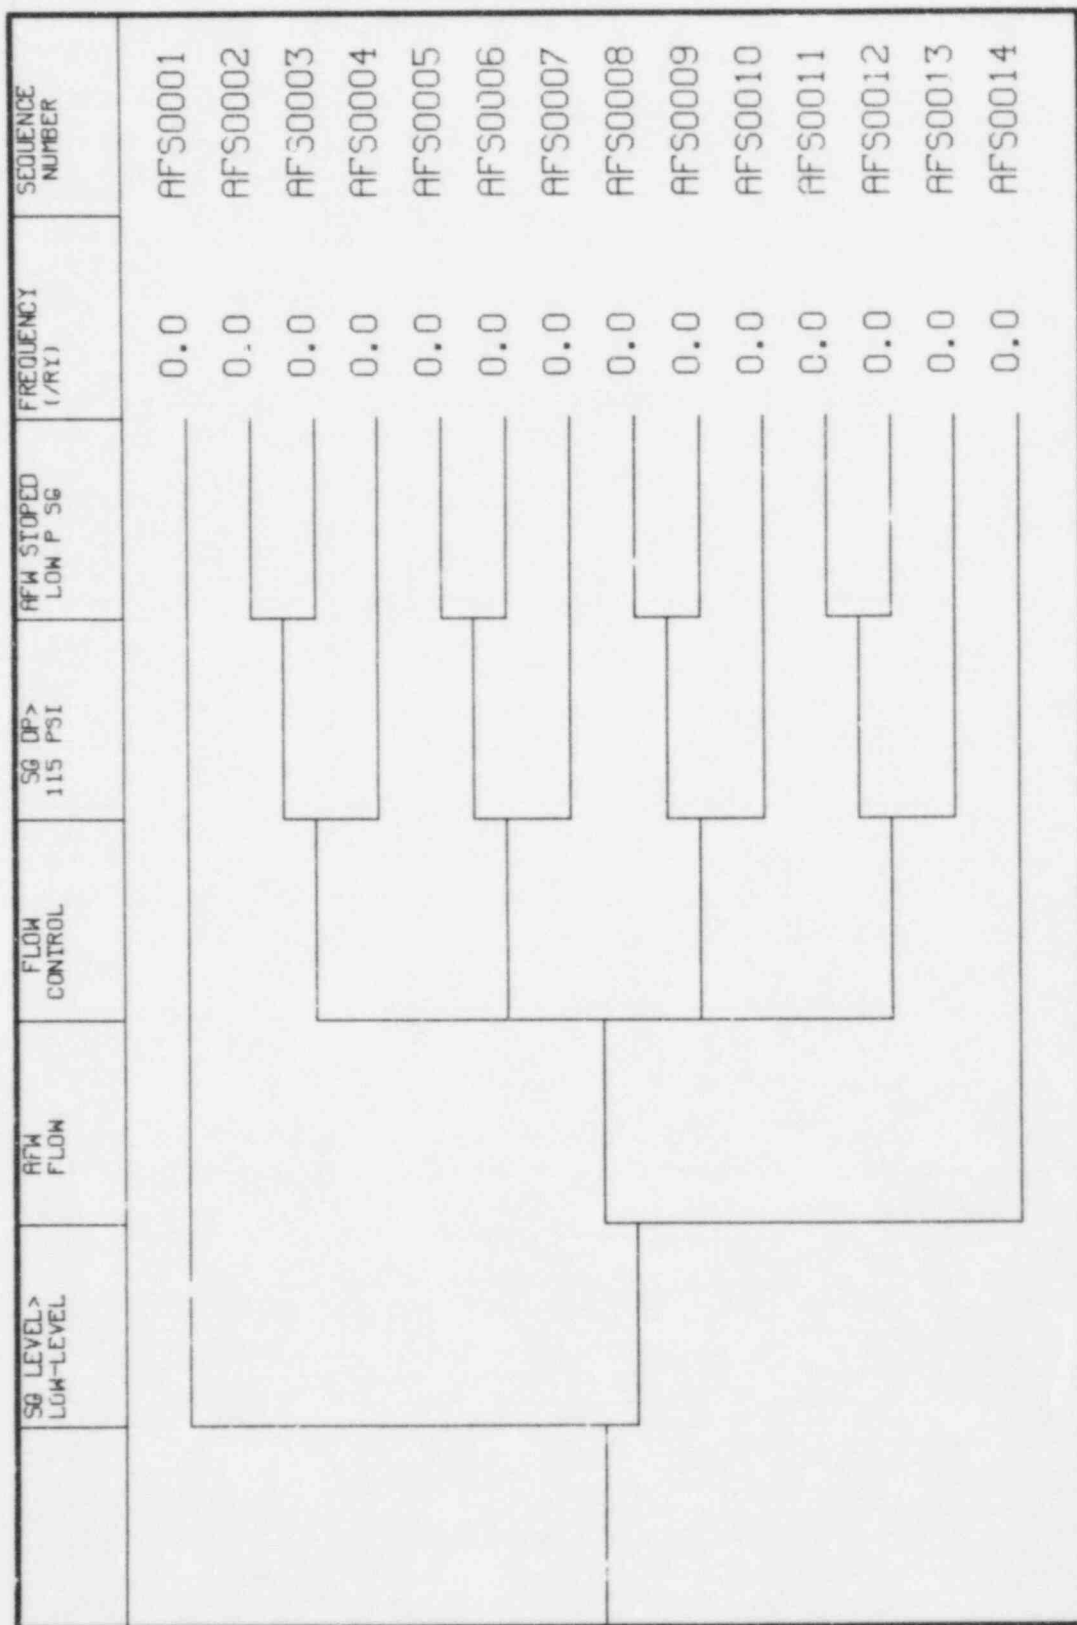 SG LEVEL>
LOW-LEVEL
AFW
FLOW
FLOW
CONTROL
SG DP>
115 PSI
AFW STOPED
LOW P SG
FREQUENCY
(/RY)
SEQUENCE
NUMBER
0.0 AFS0001
0.0 AFS0002
0.0 AFS0003
0.0 AFS0004
0.0 AFS0005
0.0 AFS0006
0.0 AFS0007
0.0 AFS0008
0.0 AFS0009
0.0 AFS0010
0.0 AFS0011
0.0 AFS0012
0.0 AFS0013
0.0 AFS0014